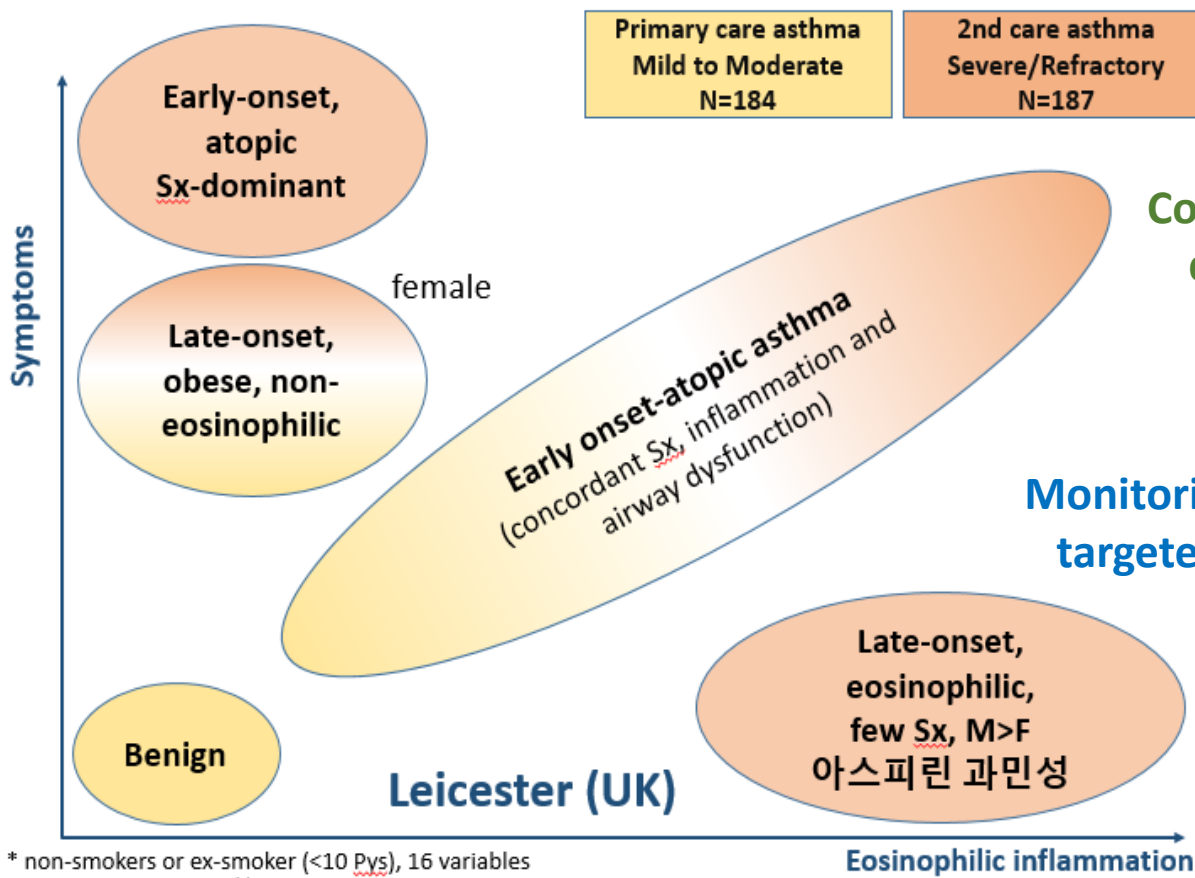 Primary care asthma
Mild to Moderate
N=184
2nd care asthma
Severe/Refractory
N=187
Early-onset,
atopic
Sx-dominant
female
Late-onset,
obese, non-
eosinophilic
Symptoms
Early onset-atopic asthma
(concordant Sx, inflammation and
airway dysfunction)
Late-onset,
eosinophilic,
few Sx, M>F
아스피린 과민성
Benign
Leicester (UK)
Eosinophilic inflammation
* non-smokers or ex-smoker (<10 Pys), 16 variables